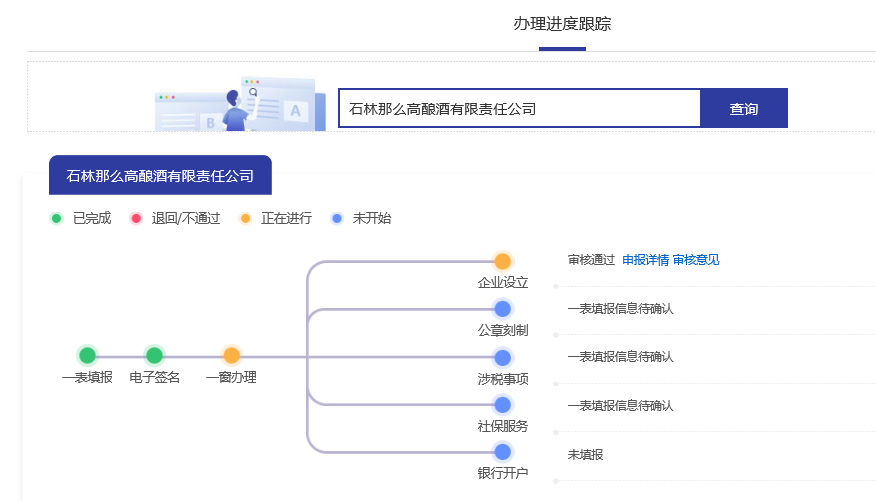 办理进度跟踪
B
A
石林那么高酿酒有限责任公司
查询
石林那么高酿酒有限责任公司
已完成 退回/不通过 正在进行 未开始
企业设立 审核通过 申报详情 审核意见
公章刻制 一表填报信息待确认
一表填报 电子签名 一窗办理
涉税事项 一表填报信息待确认
社保服务 一表填报信息待确认
银行开户 未填报